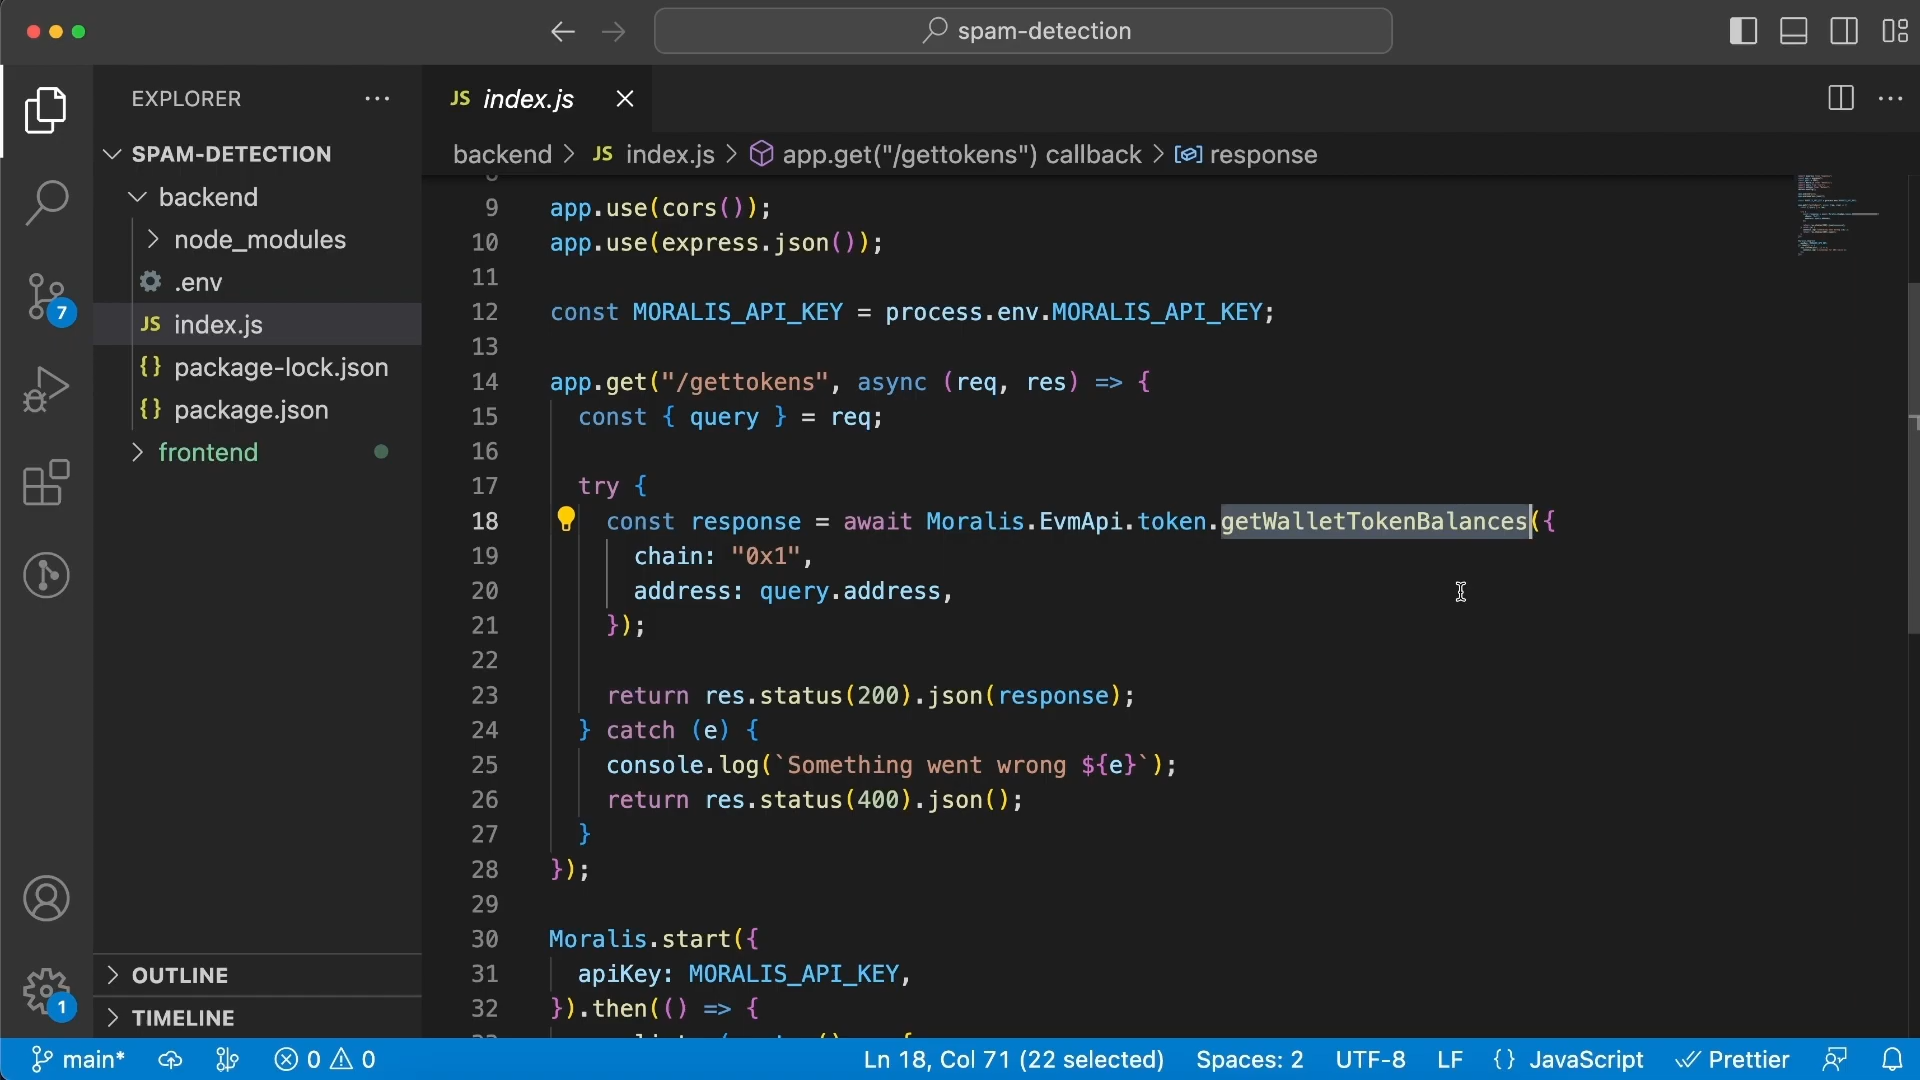 spam-detection
EXPLORER
SPAM-DETECTION
backend
node_modules
.env
JS index.js
{} package-lock.json
{} package.json
frontend
OUTLINE
TIMELINE
7
1
JS index.js
backend > JS index.js > app.get("/gettokens") callback > response
9 app.use(cors());
10 app.use(express.json());
11
12 const MORALIS_API_KEY = process.env.MORALIS_API_KEY;
13
14 app.get("/gettokens", async (req, res) => {
15 const { query } = req;
16
17 try {
18 const response = await Moralis.EvmApi.token.getWalletTokenBalances({
19 chain: "0x1",
20 address: query.address,
21 });
22
23 return res.status(200).json(response);
24 } catch (e) {
25 console.log(`Something went wrong ${e}`);
26 return res.status(400).json();
27 }
28 });
29
30 Moralis.start({
31 apiKey: MORALIS_API_KEY,
32 }).then(() => {
main* 0 0 Ln 18, Col 71 (22 selected) Spaces: 2 UTF-8 LF {} JavaScript Prettier